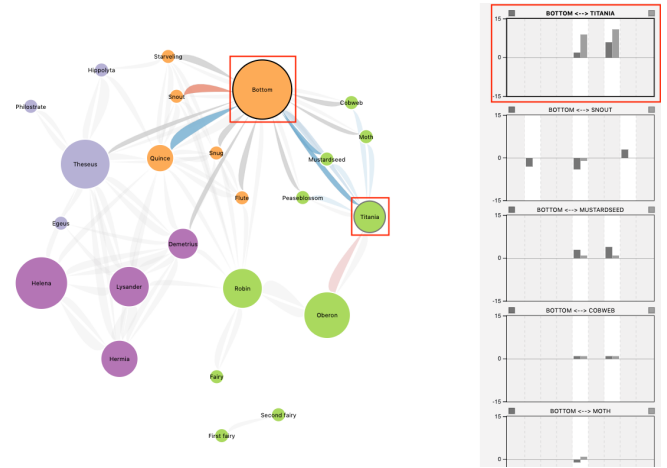 Starveling
Hippolyta
Bottom
Snout
Cobweb
Philostrate
Moth
Theseus
Quince
Snug
Mustardseed
Flute
Peaseblossom
Titania
Egeus
Demetrius
Helena
Lysander
Robin
Oberon
Hermia
Fairy
Second fairy
First fairy
BOTTOM <--> TITANIA
15
0
-15
BOTTOM <--> SNOUT
15
0
-15
BOTTOM <--> MUSTARDSEED
15
0
-15
BOTTOM <--> COBWEB
15
0
-15
BOTTOM <--> MOTH
15
0